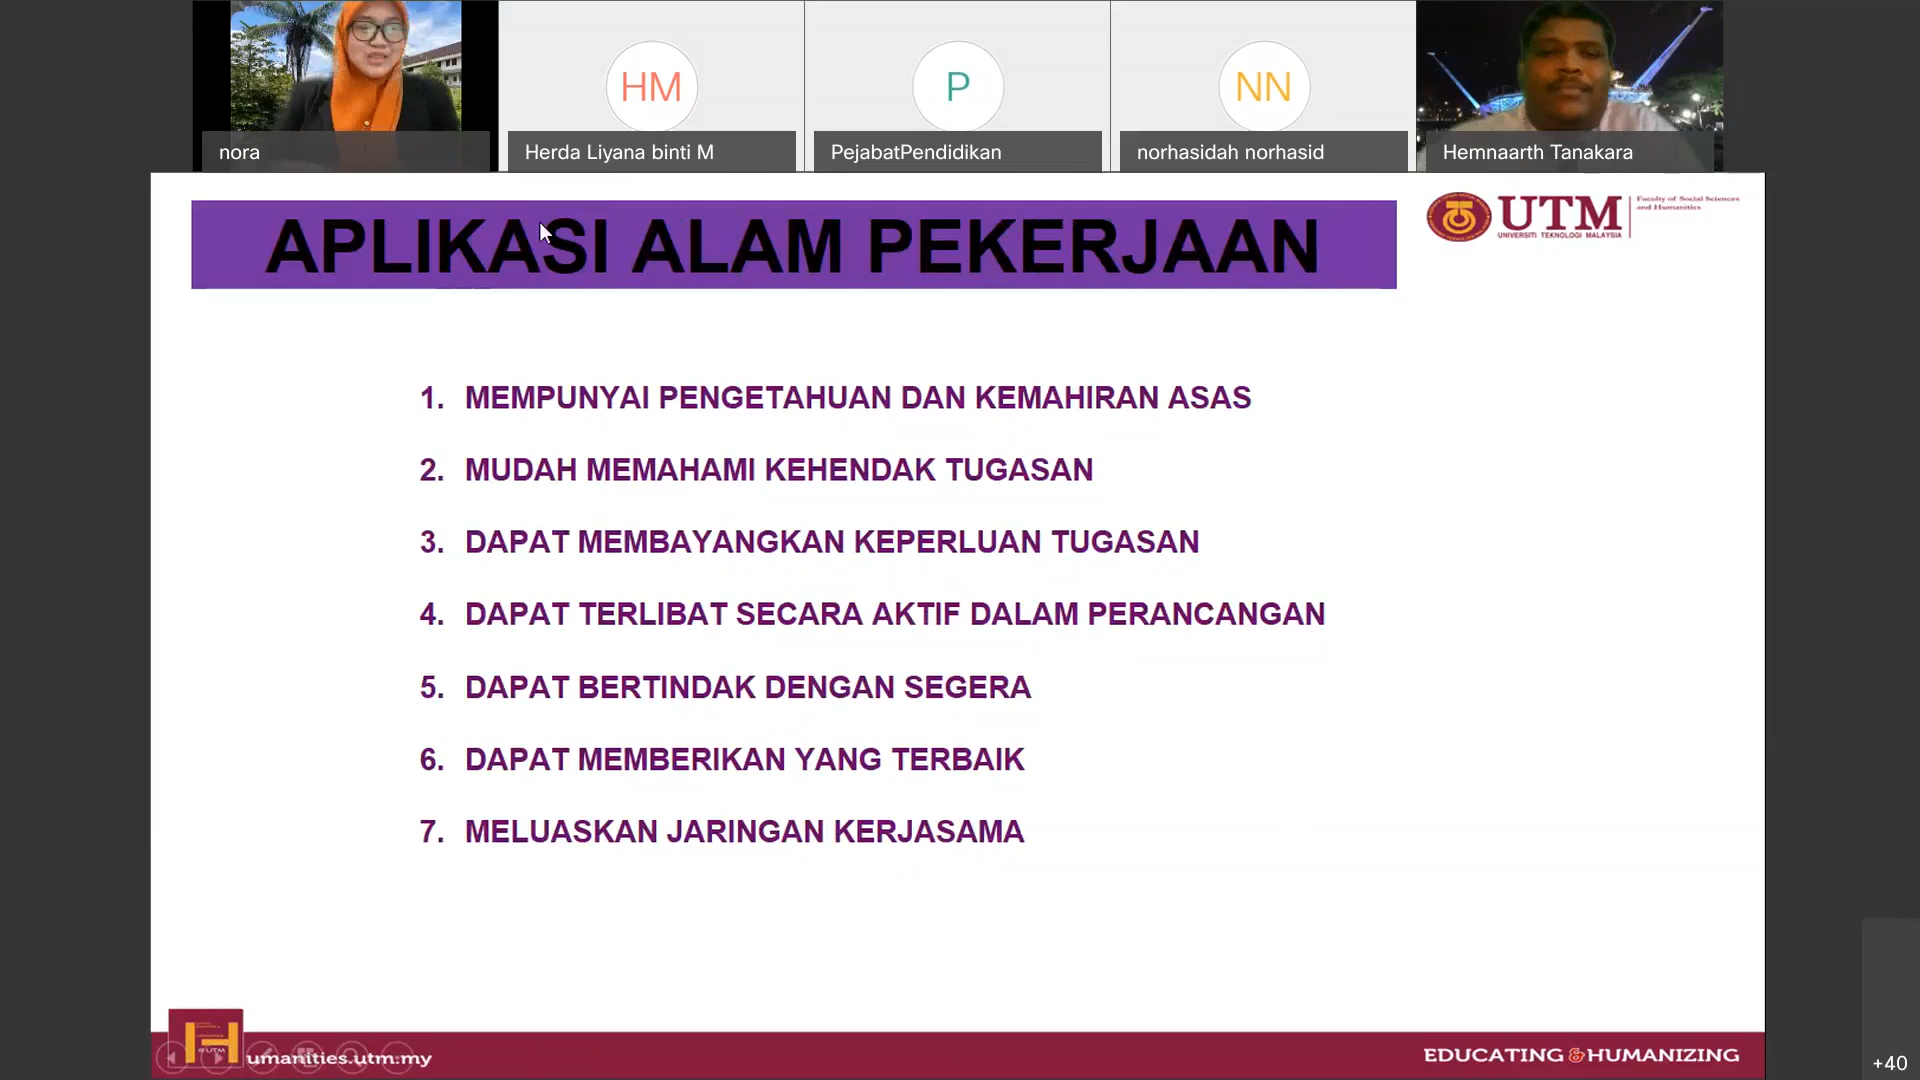 HM
P
NN
nora
Herda Liyana binti M
PejabatPendidikan
norhasidah norhasid
Hemnaarth Tanakara
APLIKASI ALAM PEKERJAAN
UTM
UNIVERSITI TEKNOLOGI MALAYSIA
Faculty of Social Sciences
and Humanities
1. MEMPUNYAI PENGETAHUAN DAN KEMAHIRAN ASAS
2. MUDAH MEMAHAMI KEHENDAK TUGASAN
3. DAPAT MEMBAYANGKAN KEPERLUAN TUGASAN
4. DAPAT TERLIBAT SECARA AKTIF DALAM PERANCANGAN
5. DAPAT BERTINDAK DENGAN SEGERA
6. DAPAT MEMBERIKAN YANG TERBAIK
7. MELUASKAN JARINGAN KERJASAMA
Humanities.utm.my
EDUCATING & HUMANIZING
+40